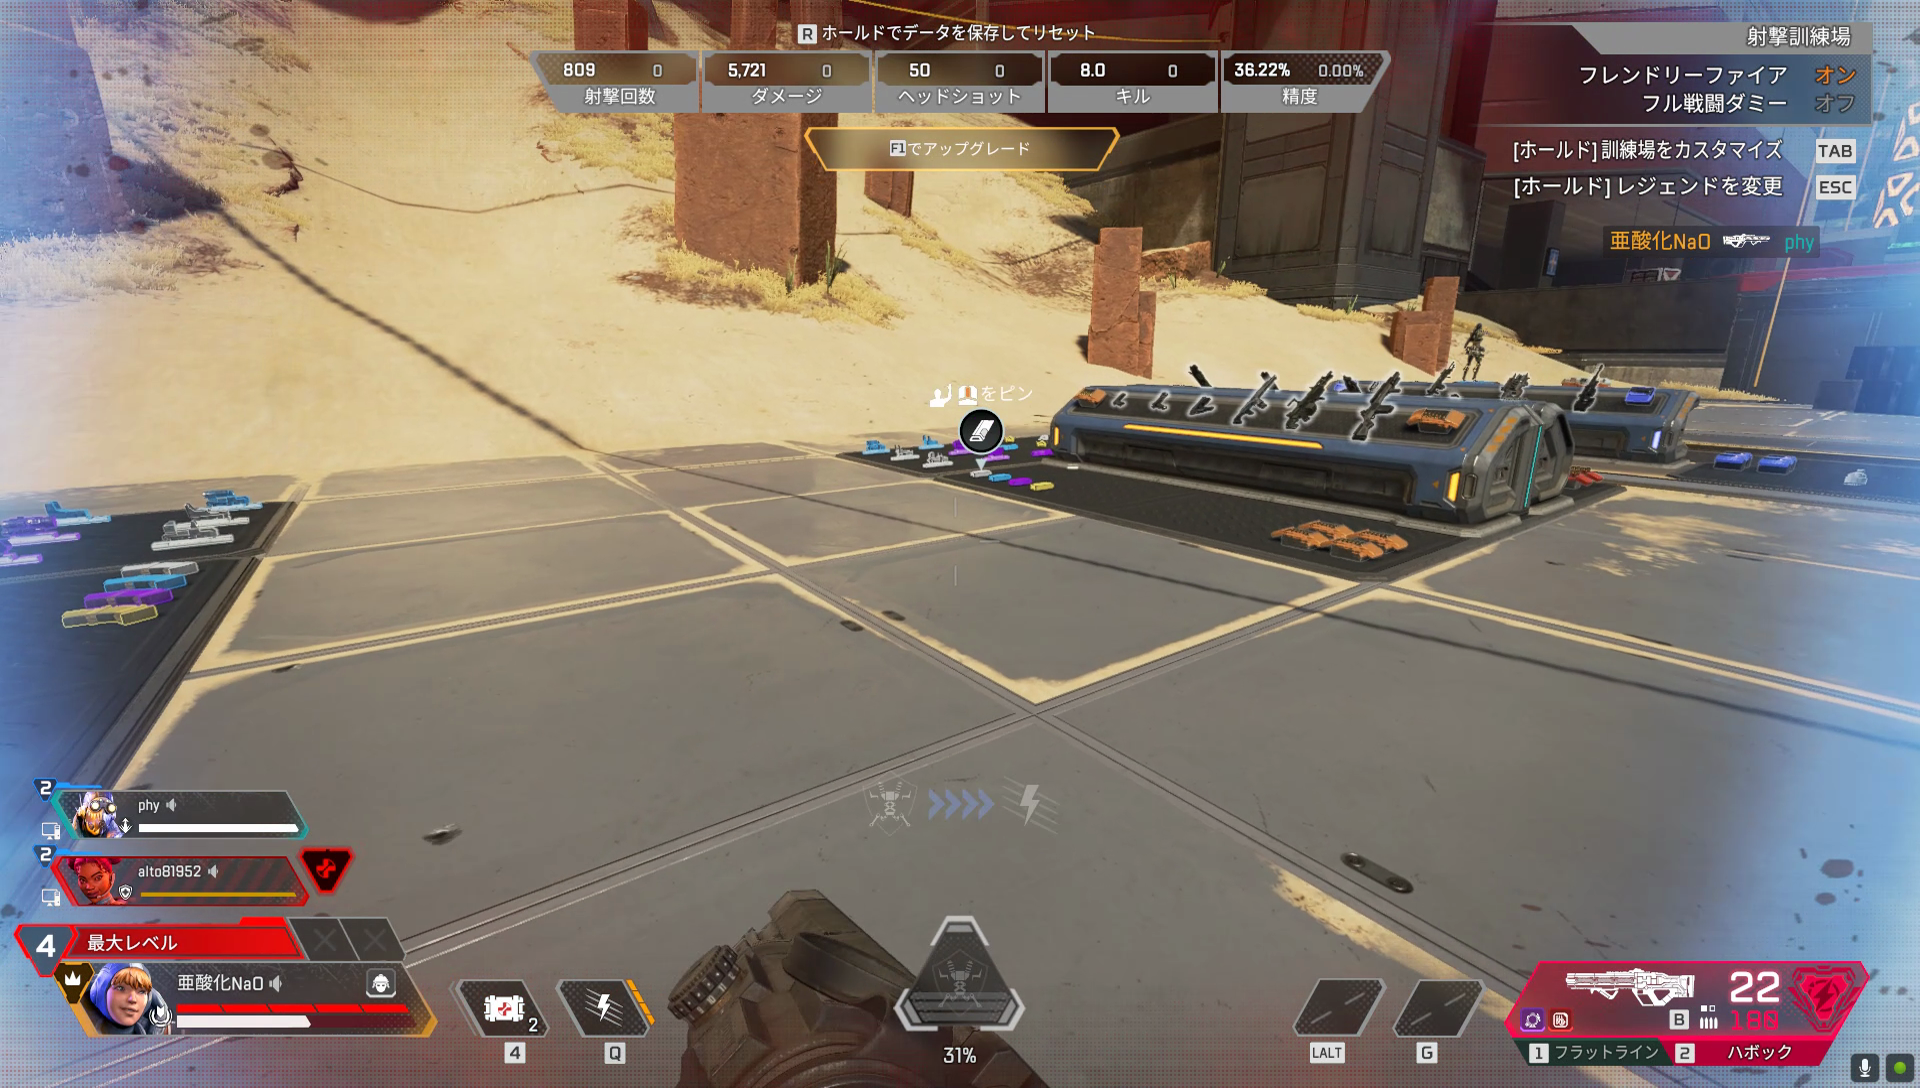 R ホールドでデータを保存してリセット
809 0 5,721 0 50 0 8.0 0 36.22% 0.00%
射撃回数 ダメージ ヘッドショット キル 精度
F1でアップグレード
射撃訓練場
フレンドリーファイア オン
フル戦闘ダミー オフ
[ホールド]訓練場をカスタマイズ TAB
[ホールド]レジェンドを変更 ESC
亜酸化NaO phy
をピン
2
phy
2
alto81952
4 最大レベル
亜酸化NaO
2
4 Q
31%
LALT G
22
B 180
1 フラットライン 2 ハボック